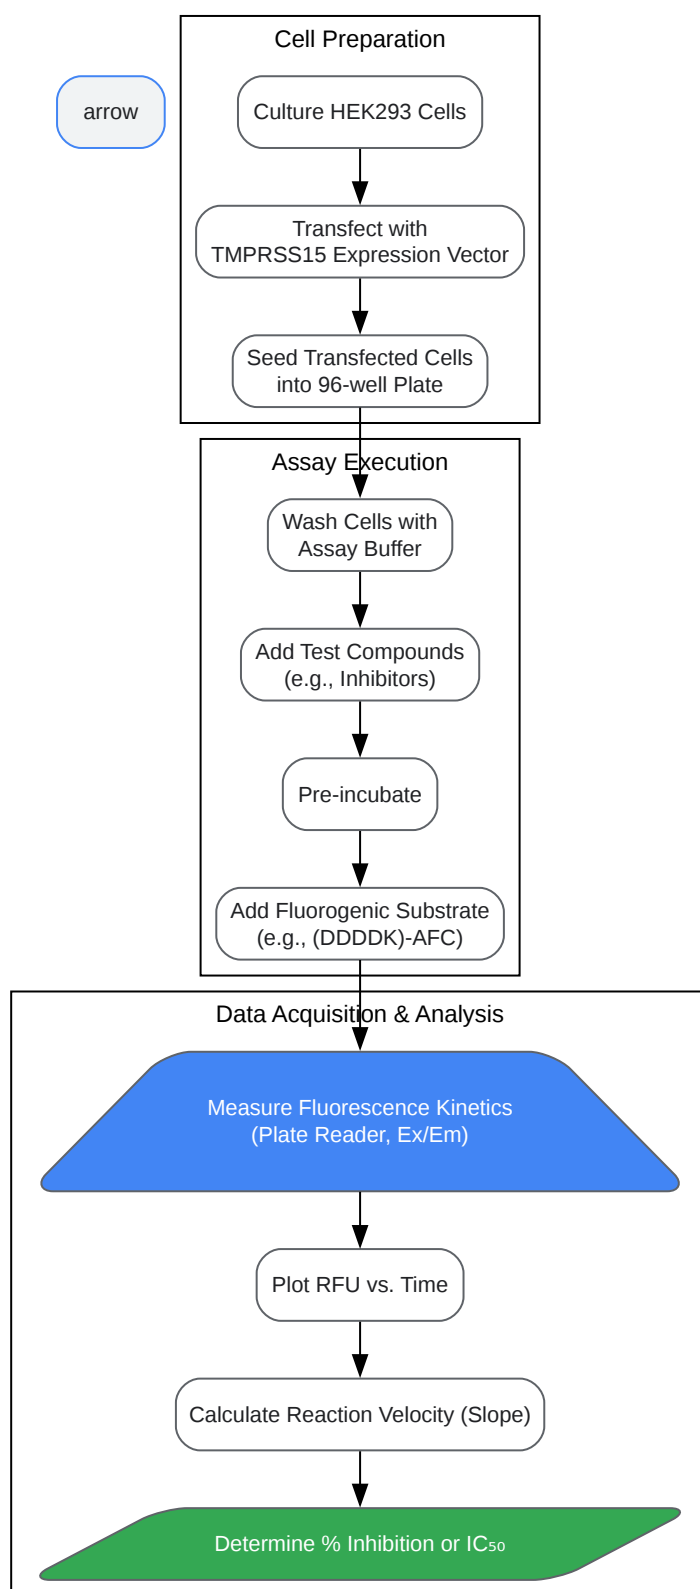 Cell Preparation
arrow
Culture HEK293 Cells
Transfect with
TMPRSS15 Expression Vector
Seed Transfected Cells
into 96-well Plate
Assay Execution
Wash Cells with
Assay Buffer
Add Test Compounds
(e.g., Inhibitors)
Pre-incubate
Add Fluorogenic Substrate
(e.g., (DDDDK)-AFC)
Data Acquisition & Analysis
Measure Fluorescence Kinetics
(Plate Reader, Ex/Em)
Plot RFU vs. Time
Calculate Reaction Velocity (Slope)
Determine % Inhibition or IC₅₀